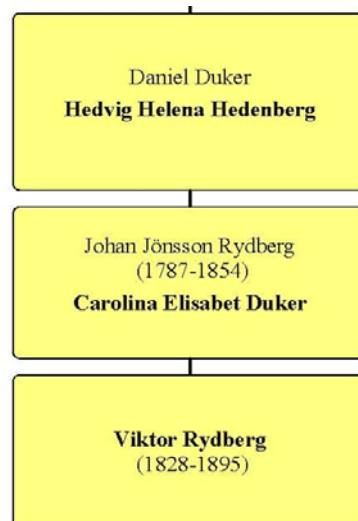 Daniel Duker
Hedvig Helena Hedenberg
Johan Jönsson Rydberg
(1787-1854)
Carolina Elisabet Duker
Viktor Rydberg
(1828-1895)